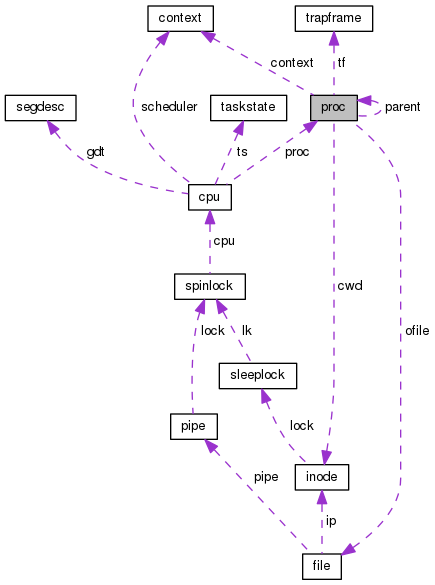 context
trapframe
context
tf
segdesc
scheduler
taskstate
proc
parent
gdt
ts
proc
cpu
cpu
spinlock
cwd
lock
lk
ofile
sleeplock
pipe
lock
pipe
inode
ip
file